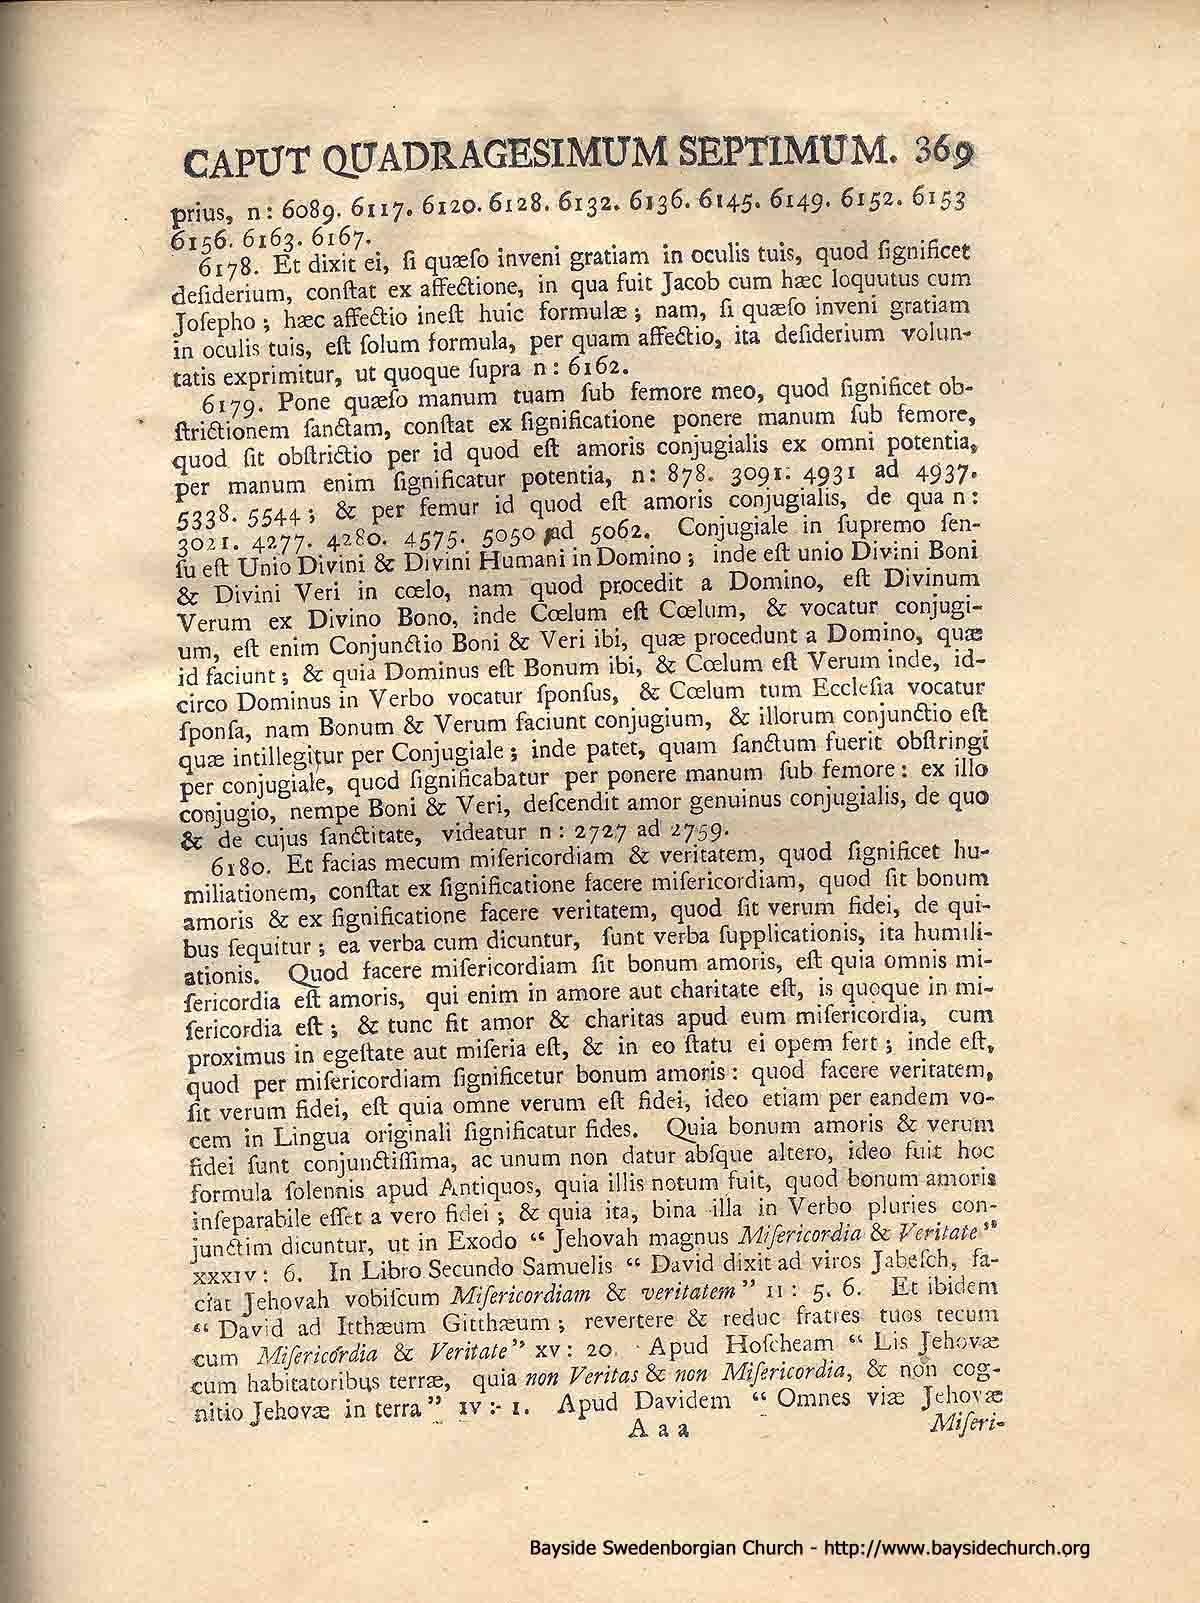 CAPUT QUADRAGESIMUM SEPTIMUM. 369
prius, n: 6089. 6117. 6120. 6128. 6132. 6136. 6145. 6149. 6152. 6153
6156. 6163. 6167.
6178. Et dixit ei, ſi quæſo inveni gratiam in oculis tuis, quod ſignificet
deſiderium, conſtat ex affectione, in qua fuit Jacob cum hæc loquutus cum
Joſepho; hæc affectio ineſt huic formulæ; nam, ſi quæſo inveni gratiam
in oculis tuis, eſt ſolum formula, per quam affectio, ita deſiderium volun-
tatis exprimitur, ut quoque ſupra n: 6162.
6179. Pone quæſo manum tuam ſub femore meo, quod ſignificet ob-
ſtrictionem ſanctam, conſtat ex ſignificatione ponere manum ſub femore,
quod ſit obſtrictio per id quod eſt amoris conjugialis ex omni potentia,
per manum enim ſignificatur potentia, n: 878. 3091. 4931 ad 4937.
5338. 5544; & per femur id quod eſt amoris conjugialis, de qua n:
3021. 4277. 4280. 4575. 5050 ad 5062. Conjugiale in ſupremo ſen-
ſu eſt Unio Divini & Divini Humani in Domino; inde eſt unio Divini Boni
& Divini Veri in cœlo, nam quod procedit a Domino, eſt Divinum
Verum ex Divino Bono, inde Cœlum eſt Cœlum, & vocatur conjugi-
um, eſt enim Conjunctio Boni & Veri ibi, quæ procedunt a Domino, quæ
id faciunt; & quia Dominus eſt Bonum ibi, & Cœlum eſt Verum inde, id-
circo Dominus in Verbo vocatur ſponſus, & Cœlum tum Eccleſia vocatur
ſponſa, nam Bonum & Verum faciunt conjugium, & illorum conjunctio eſt
quæ intillegitur per Conjugiale; inde patet, quam ſanctum fuerit obſtringi
per conjugiale, quod ſignificabatur per ponere manum ſub femore: ex illo
conjugio, nempe Boni & Veri, deſcendit amor genuinus conjugialis, de quo
& de cujus ſanctitate, videatur n: 2727 ad 2759.
6180. Et facias mecum miſericordiam & veritatem, quod ſignificet hu-
miliationem, conſtat ex ſignificatione facere miſericordiam, quod ſit bonum
amoris & ex ſignificatione facere veritatem, quod ſit verum fidei, de qui-
bus ſequitur; ea verba cum dicuntur, ſunt verba ſupplicationis, ita humili-
ationis. Quod facere miſericordiam ſit bonum amoris, eſt quia omnis mi-
ſericordia eſt amoris, qui enim in amore aut charitate eſt, is quoque in mi-
ſericordia eſt; & tunc fit amor & charitas apud eum miſericordia, cum
proximus in egeſtate aut miſeria eſt, & in eo ſtatu ei opem fert; inde eſt,
quod per miſericordiam ſignificetur bonum amoris: quod facere veritatem,
ſit verum fidei, eſt quia omne verum eſt fidei, ideo etiam per eandem vo-
cem in Lingua originali ſignificatur fides. Quia bonum amoris & verum
fidei ſunt conjunctiſſima, ac unum non datur abſque altero, ideo fuit hoc
formula ſolennis apud Antiquos, quia illis notum fuit, quod bonum amoris
inſeparabile eſſet a vero fidei; & quia ita, bina illa in Verbo pluries con-
junctim dicuntur, ut in Exodo “ Jehovah magnus Miſericordia & Veritate”
XXXIV: 6. In Libro Secundo Samuelis “ David dixit ad viros Jabeſch, fa-
ciat Jehovah vobiſcum Miſericordiam & veritatem” II: 5. 6. Et ibidem
“ David ad Itthæum Gitthæum; revertere & reduc fratres tuos tecum
cum Miſericordia & Veritate” XV: 20. Apud Hoſcheam “ Lis Jehovæ
cum habitatoribus terræ, quia non Veritas & non Miſericordia, & non cog-
nitio Jehovæ in terra” IV: 1. Apud Davidem “ Omnes viæ Jehovæ
A a a Miſeri-
Bayside Swedenborgian Church - http://www.baysidechurch.org